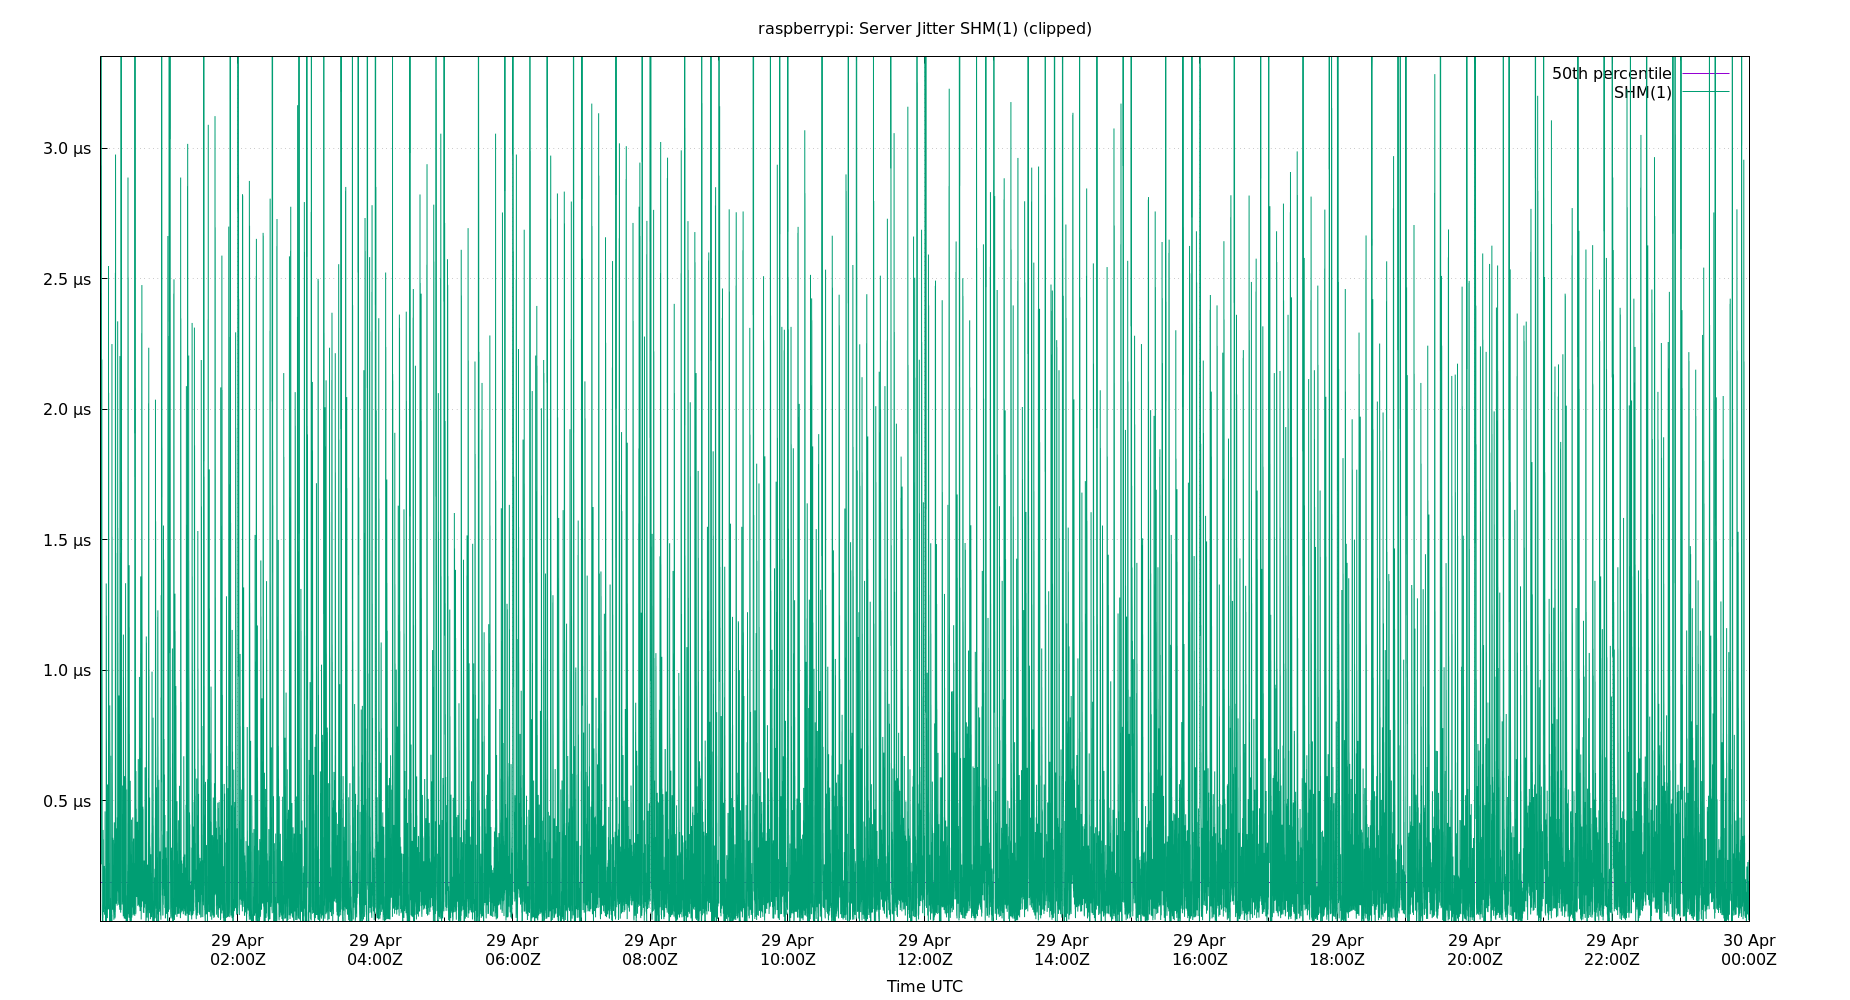 raspberrypi: Server Jitter SHM(1) (clipped)
50th percentile
SHM(1)
3.0 µs
2.5 µs
2.0 µs
1.5 µs
1.0 µs
0.5 µs
29 Apr 29 Apr 29 Apr 29 Apr 29 Apr 29 Apr 29 Apr 29 Apr 29 Apr 29 Apr 29 Apr 30 Apr
02:00Z 04:00Z 06:00Z 08:00Z 10:00Z 12:00Z 14:00Z 16:00Z 18:00Z 20:00Z 22:00Z 00:00Z
Time UTC